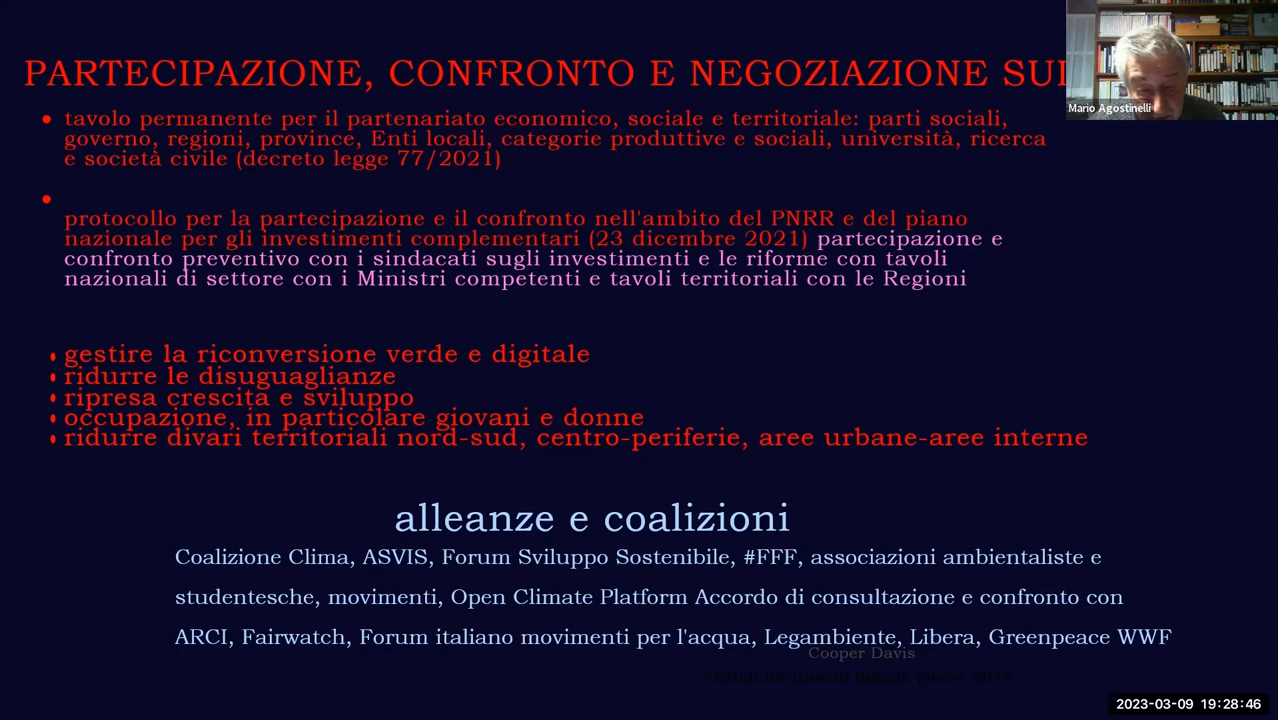 PARTECIPAZIONE, CONFRONTO E NEGOZIAZIONE SUL
Mario Agostinelli
tavolo permanente per il partenariato economico, sociale e territoriale: parti sociali,
governo, regioni, province, Enti locali, categorie produttive e sociali, università, ricerca
e società civile (decreto legge 77/2021)
protocollo per la partecipazione e il confronto nell'ambito del PNRR e del piano
nazionale per gli investimenti complementari (23 dicembre 2021) partecipazione e
confronto preventivo con i sindacati sugli investimenti e le riforme con tavoli
nazionali di settore con i Ministri competenti e tavoli territoriali con le Regioni
gestire la riconversione verde e digitale
ridurre le disuguaglianze
ripresa crescita e sviluppo
occupazione, in particolare giovani e donne
ridurre divari territoriali nord-sud, centro-periferie, aree urbane-aree interne
alleanze e coalizioni
Coalizione Clima, ASVIS, Forum Sviluppo Sostenibile, #FFF, associazioni ambientaliste e
studentesche, movimenti, Open Climate Platform Accordo di consultazione e confronto con
ARCI, Fairwatch, Forum italiano movimenti per l'acqua, Legambiente, Libera, Greenpeace WWF
Cooper Davis
2023-03-09 19:28:46